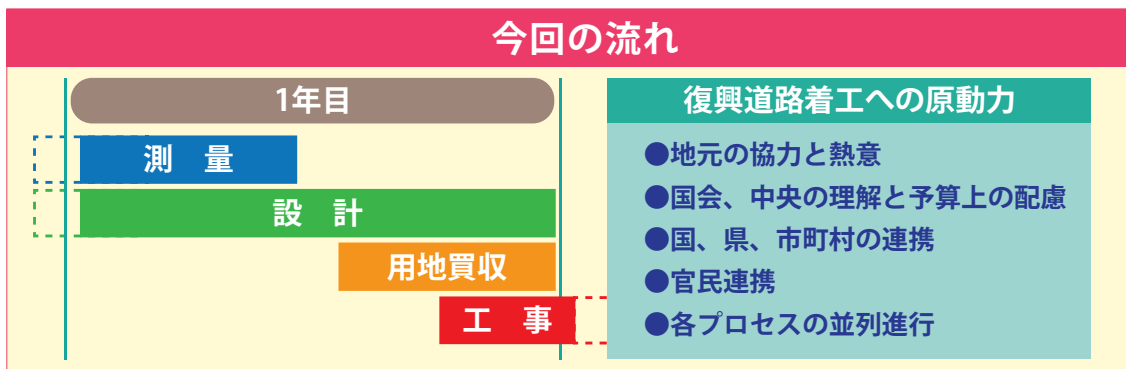 今回の流れ
1年目
測 量
設 計
用地買収
工 事
復興道路着工への原動力
●地元の協力と熱意
●国会、中央の理解と予算上の配慮
●国、県、市町村の連携
●官民連携
●各プロセスの並列進行